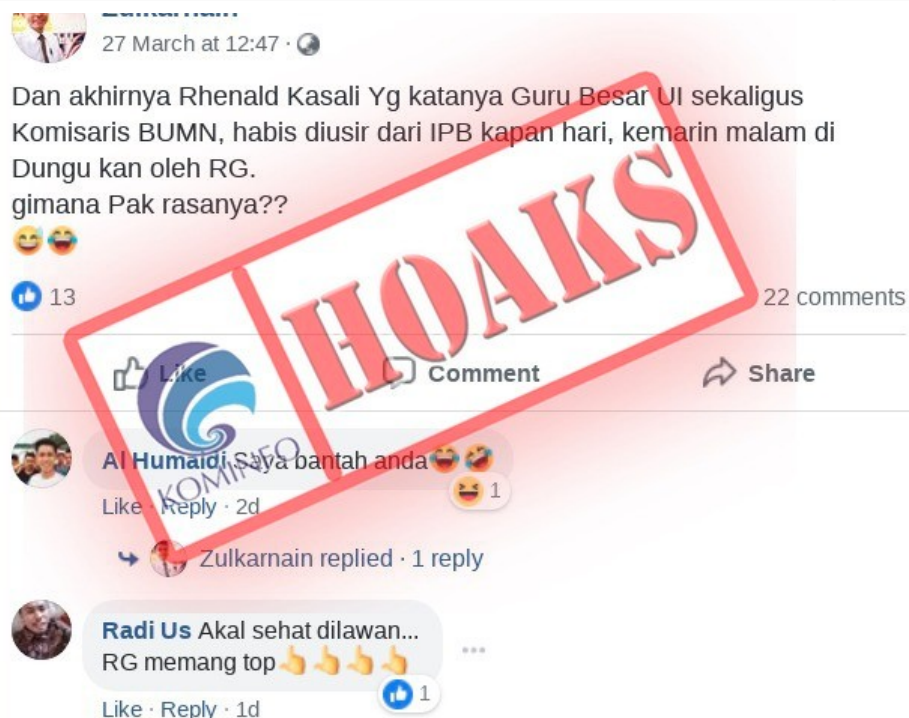 Zulkarnain
27 March at 12:47 ·
Dan akhirnya Rhenald Kasali Yg katanya Guru Besar UI sekaligus
Komisaris BUMN, habis diusir dari IPB kapan hari, kemarin malam di
Dungu kan oleh RG.
gimana Pak rasanya??
13
22 comments
Like Comment Share
HOAKS
KOMINFO
Al Humaidi Saya bantah anda
1
Like · Reply · 2d
Zulkarnain replied · 1 reply
Radi Us Akal sehat dilawan...
RG memang top
1
Like · Reply · 1d